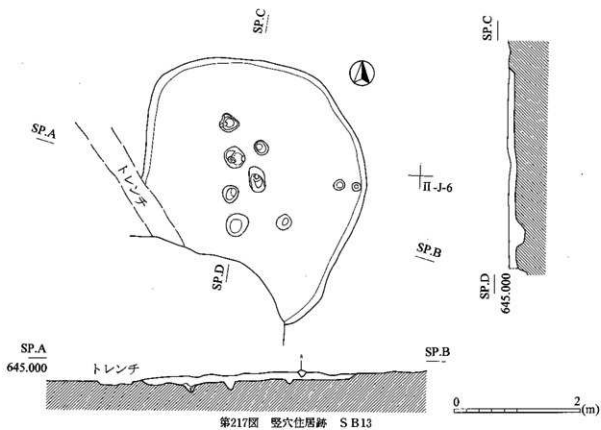 SP.C
SP.C
SP.A
トレンチ
II-J-6
SP.B
SP.D
SP.D
645.000
SP.A
645.000
トレンチ
SP.B
0 2 (m)
第217図 竪穴住居跡 SB13